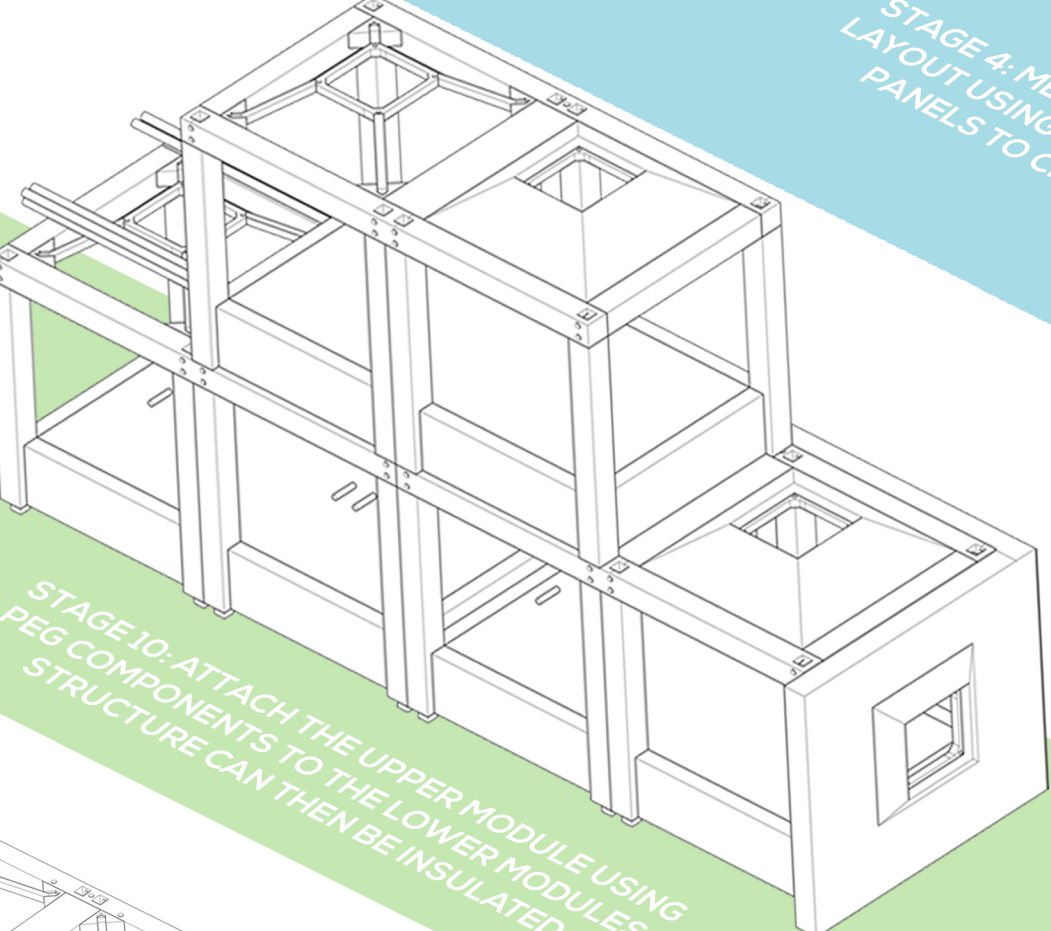 STAGE 4:
LAYOUT USING
PANELS TO
STAGE 10: ATTACH THE UPPER MODULE USING
PEG COMPONENTS TO THE LOWER MODULES
STRUCTURE CAN THEN BE INSULATED